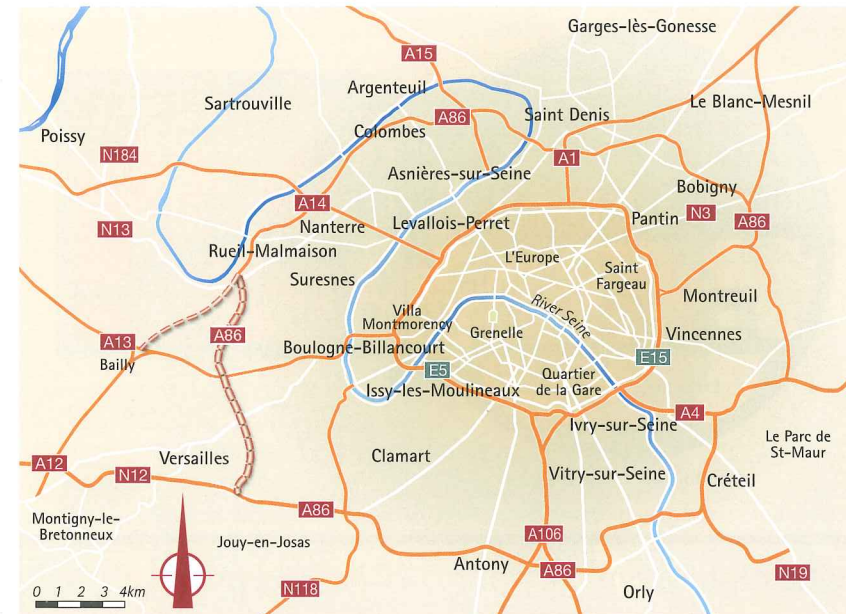 Garges-lès-Gonesse
A15
Argenteuil
Sartrouville
Le Blanc-Mesnil
A86
Saint Denis
Poissy
Colombes
N184
A1
Asnières-sur-Seine
Bobigny
A14
N3
Pantin
A86
N13
Nanterre
Levallois-Perret
Rueil-Malmaison
L'Europe
Suresnes
Saint
Fargeau
Montreuil
Villa
Montmorency
River Seine
Grenelle
Vincennes
A13
A86
Bailly
Boulogne-Billancourt
E15
E5
Quartier
de la Gare
Issy-les-Moulineaux
A4
Ivry-sur-Seine
Le Parc de
St-Maur
Versailles
Clamart
A12
N12
Vitry-sur-Seine
Créteil
A86
Montigny-le-
Bretonneux
Jouy-en-Josas
A106
Antony
A86
N19
N118
Orly
0 1 2 3 4km